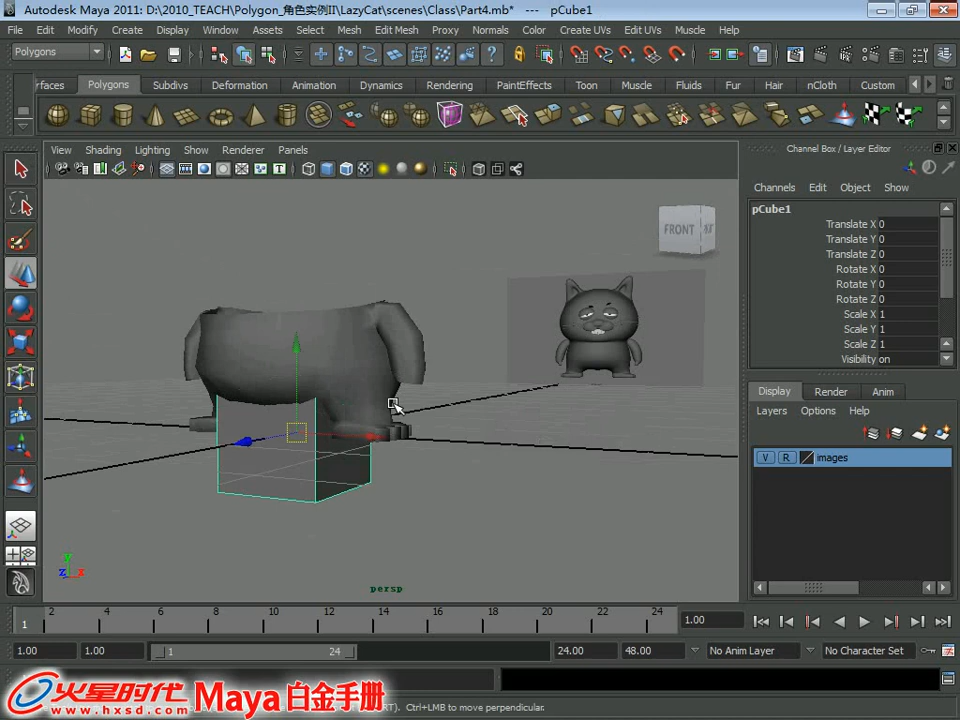 Autodesk Maya 2011: D:\2010_TEACH\Polygon_角色实例II\LazyCat\scenes\Class\Part4.mb* --- pCube1
File Edit Modify Create Display Window Assets Select Mesh Edit Mesh Proxy Normals Color Create UVs Edit UVs Muscle Help
Polygons
rfaces Polygons Subdivs Deformation Animation Dynamics Rendering PaintEffects Toon Muscle Fluids Fur Hair nCloth Custom
View Shading Lighting Show Renderer Panels
Channel Box / Layer Editor
Channels Edit Object Show
pCube1
Translate X 0
Translate Y 0
Translate Z 0
Rotate X 0
Rotate Y 0
Rotate Z 0
Scale X 1
Scale Y 1
Scale Z 1
Visibility on
FRONT
Display Render Anim
Layers Options Help
V R images
y
z x
persp
2 4 6 8 10 12 14 16 18 20 22 24
1
1.00
1.00 1.00 1 24 24.00 48.00 No Anim Layer No Character Set
火星时代 Maya 白金手册
www.hxsd.com
RT). Ctrl+LMB to move perpendicular.